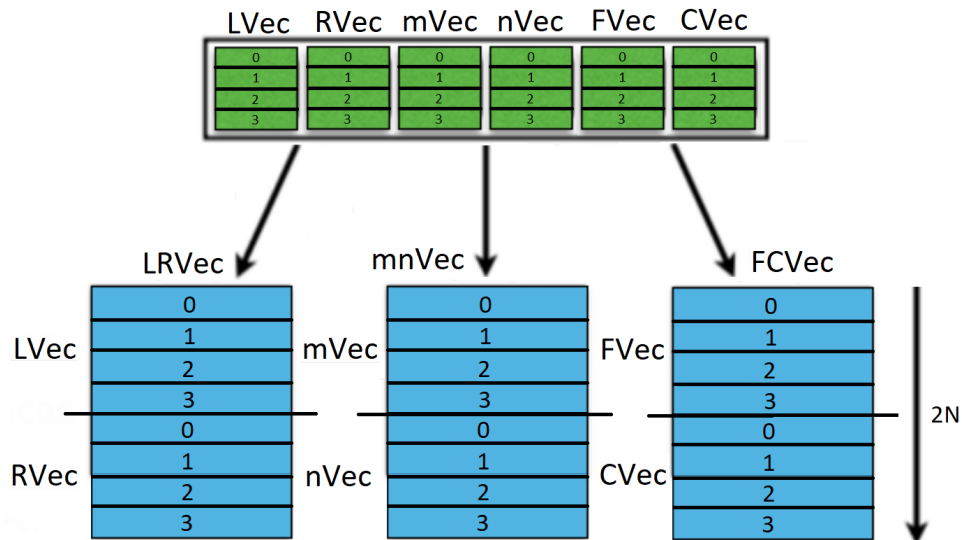 LVec RVec mVec nVec FVec CVec
0 0 0 0 0 0
1 1 1 1 1 1
2 2 2 2 2 2
3 3 3 3 3 3
LRVec mnVec FCVec
0 0 0
LVec 1 mVec 1 FVec 1
2 2 2
3 3 3
0 0 0 2N
RVec 1 nVec 1 CVec 1
2 2 2
3 3 3